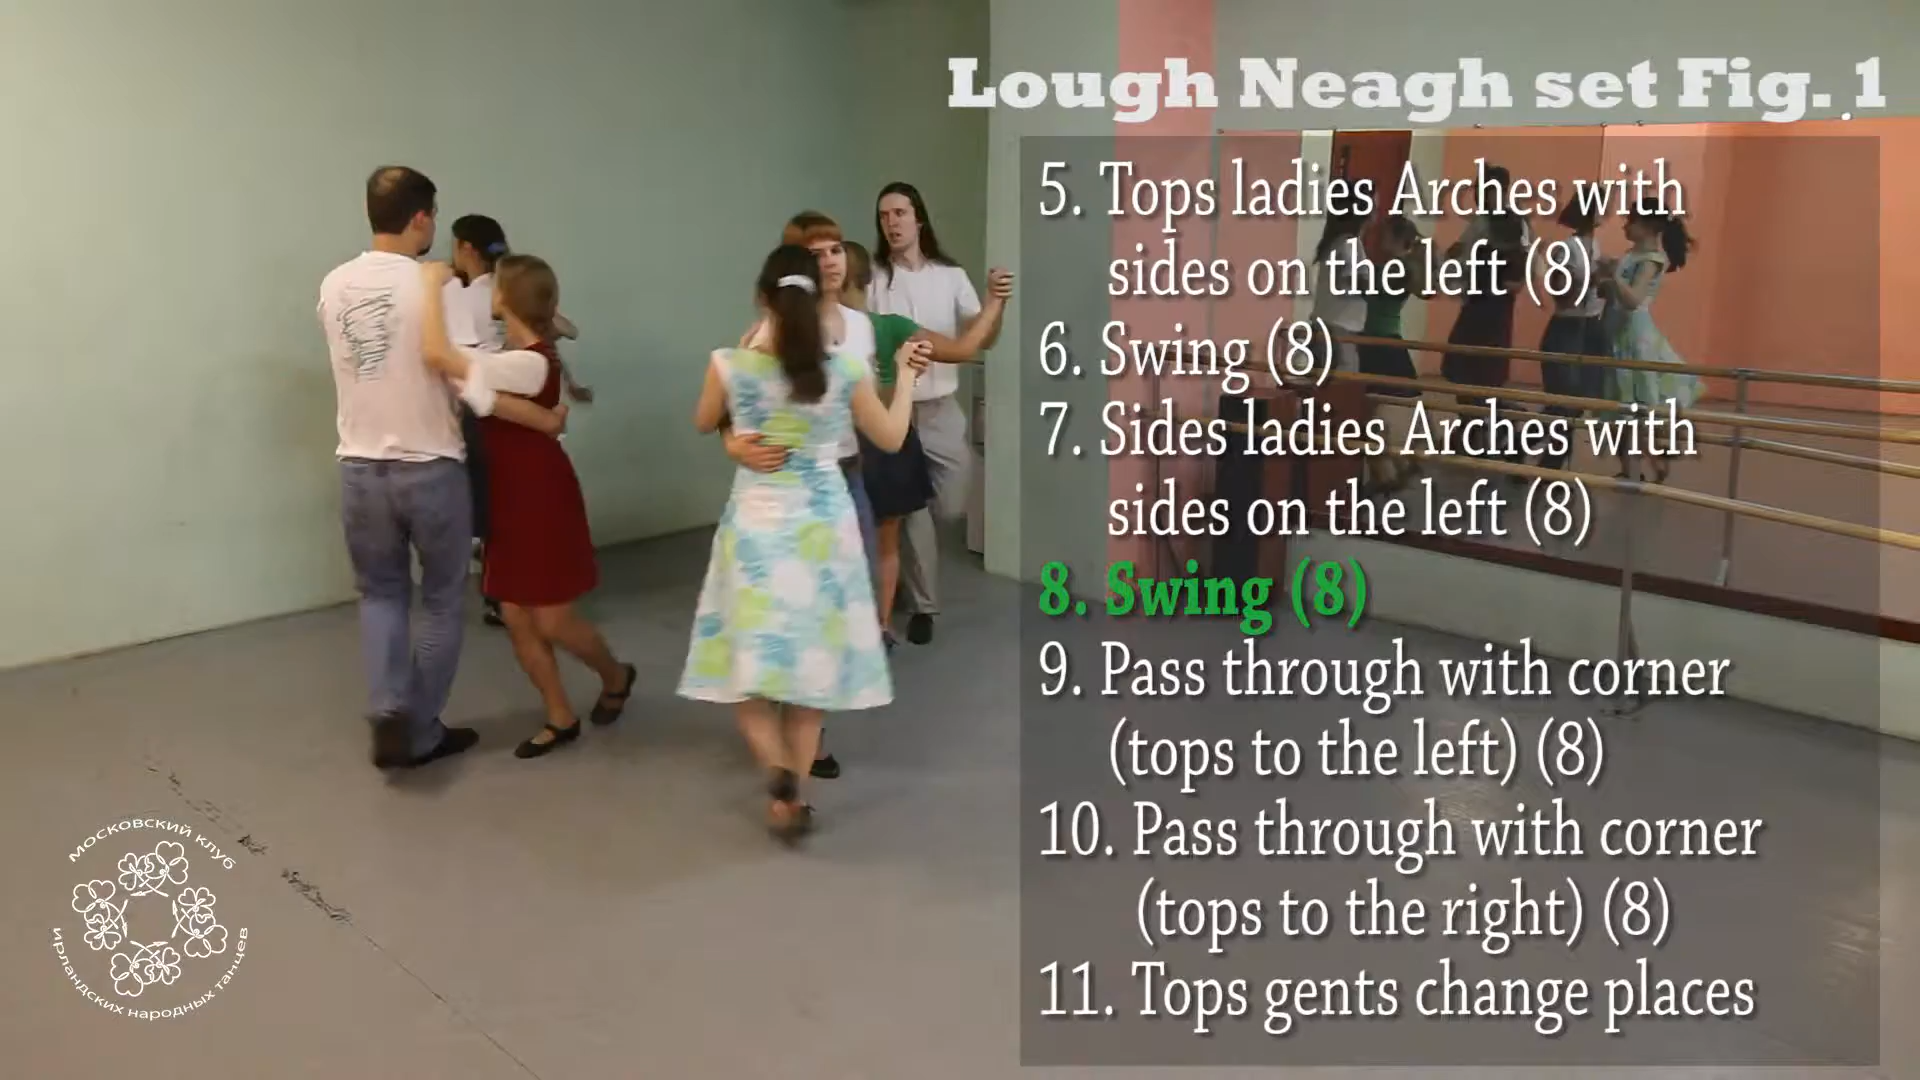 Lough Neagh set Fig. 1
5. Tops ladies Arches with
sides on the left (8)
6. Swing (8)
7. Sides ladies Arches with
sides on the left (8)
8. Swing (8)
9. Pass through with corner
(tops to the left) (8)
10. Pass through with corner
(tops to the right) (8)
11. Tops gents change places
МОСКОВСКИЙ КЛУБ
ИРЛАНДСКИХ НАРОДНЫХ ТАНЦЕВ